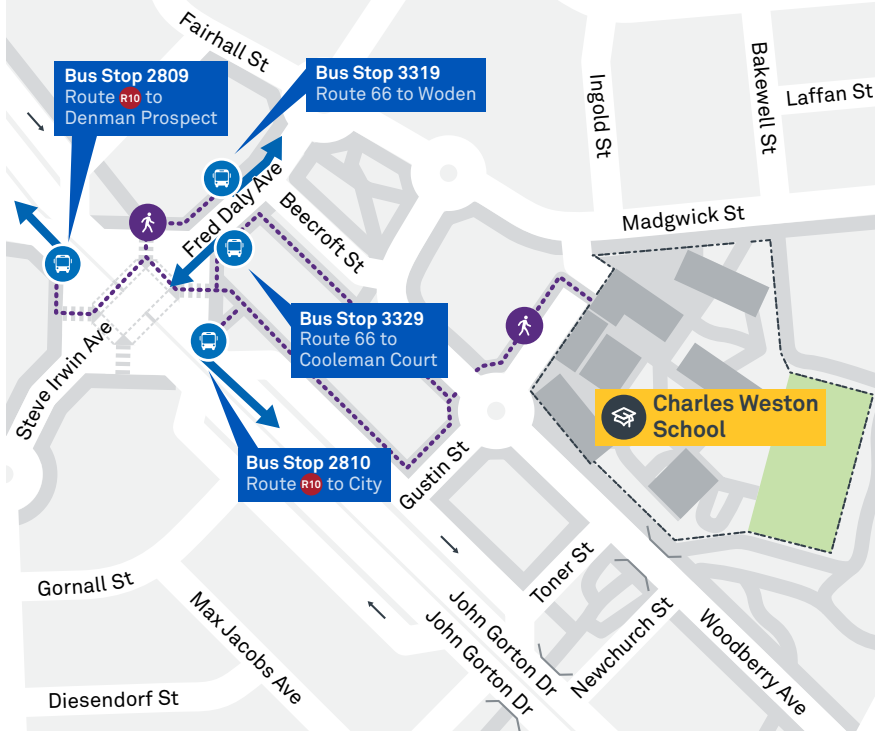 Fairhall St
Bus Stop 2809
Route R10 to
Denman Prospect
Bus Stop 3319
Route 66 to Woden
Ingold St
Bakewell St
Laffan St
Fred Daly Ave
Beecroft St
Madgwick St
Bus Stop 3329
Route 66 to
Cooleman Court
Steve Irwin Ave
Charles Weston
School
Bus Stop 2810
Route R10 to City
Gustin St
Gornall St
Max Jacobs Ave
Toner St
John Gorton Dr
John Gorton Dr
Newchurch St
Woodberry Ave
Diesendorf St